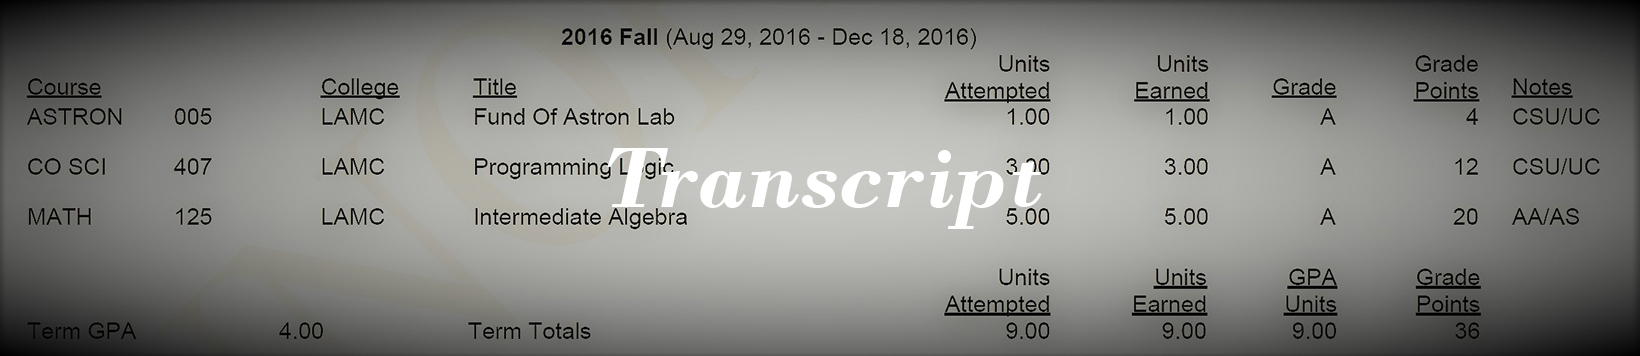 2016 Fall (Aug 29, 2016 - Dec 18, 2016)
Course College Title Units Attempted Units Earned Grade Grade Points Notes
ASTRON 005 LAMC Fund Of Astron Lab 1.00 1.00 A 4 CSU/UC
CO SCI 407 LAMC Programming Logic 3.00 3.00 A 12 CSU/UC
Transcript
MATH 125 LAMC Intermediate Algebra 5.00 5.00 A 20 AA/AS
Units Attempted Units Earned GPA Units Grade Points
Term GPA 4.00 Term Totals 9.00 9.00 9.00 36